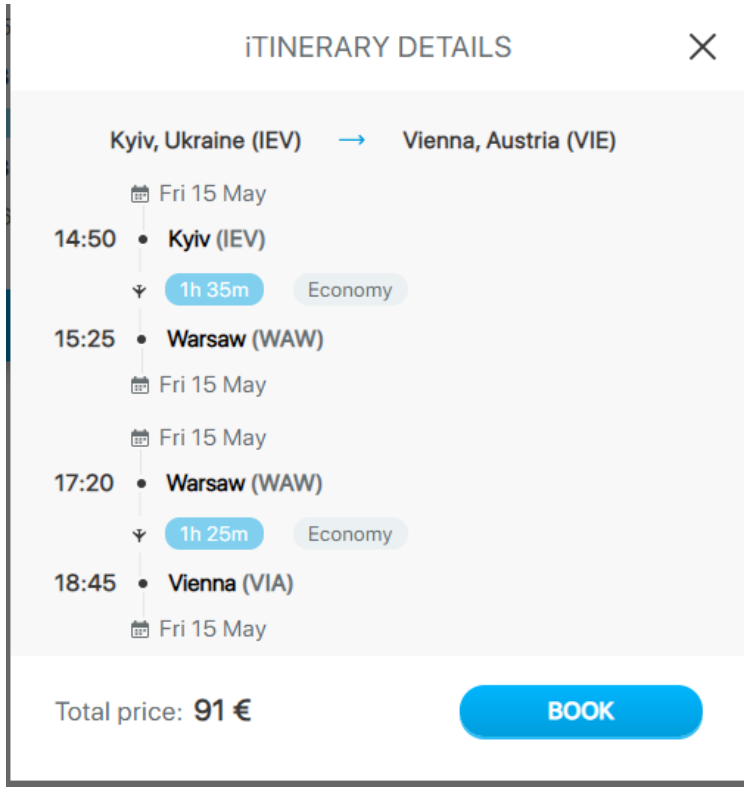 iTINERARY DETAILS
Kyiv, Ukraine (IEV) → Vienna, Austria (VIE)
Fri 15 May
14:50 Kyiv (IEV)
1h 35m Economy
15:25 Warsaw (WAW)
Fri 15 May
Fri 15 May
17:20 Warsaw (WAW)
1h 25m Economy
18:45 Vienna (VIA)
Fri 15 May
Total price: 91 € BOOK